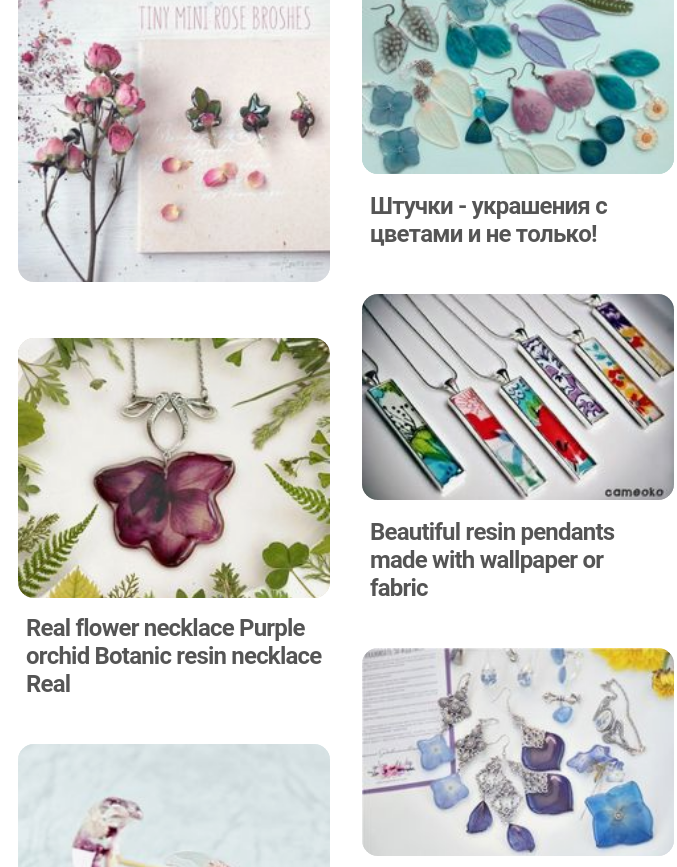 TINY MINI ROSE BROSHES
Штучки - украшения с
цветами и не только!
cameoko
Beautiful resin pendants
made with wallpaper or
fabric
Real flower necklace Purple
orchid Botanic resin necklace
Real